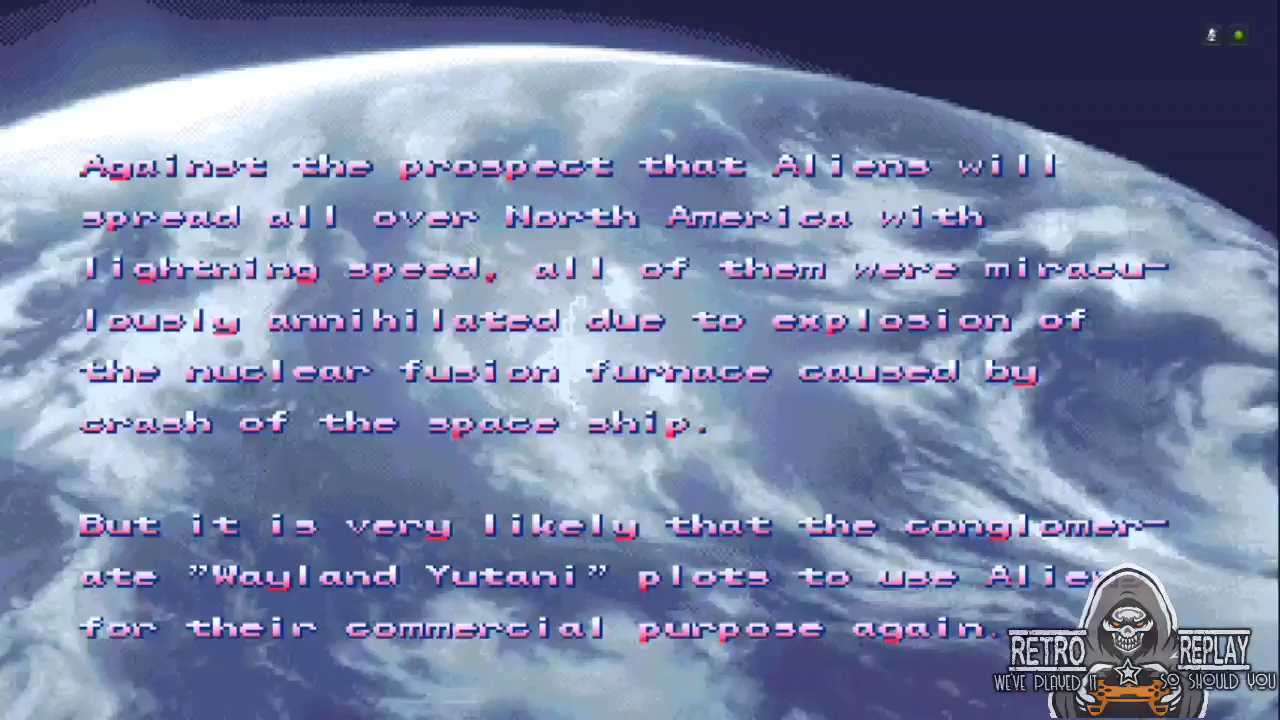 Against the prospect that Aliens will
spread all over North America with
lightning speed, all of them were miracu-
lously annihilated due to explosion of
the nuclear fusion furnace caused by
crash of the space ship.
But it is very likely that the conglomer-
ate "Wayland Yutani" plots to use
for their commercial purpose again.
RETRO REPLAY
WE'VE PLAYED IT SO SHOULD YOU